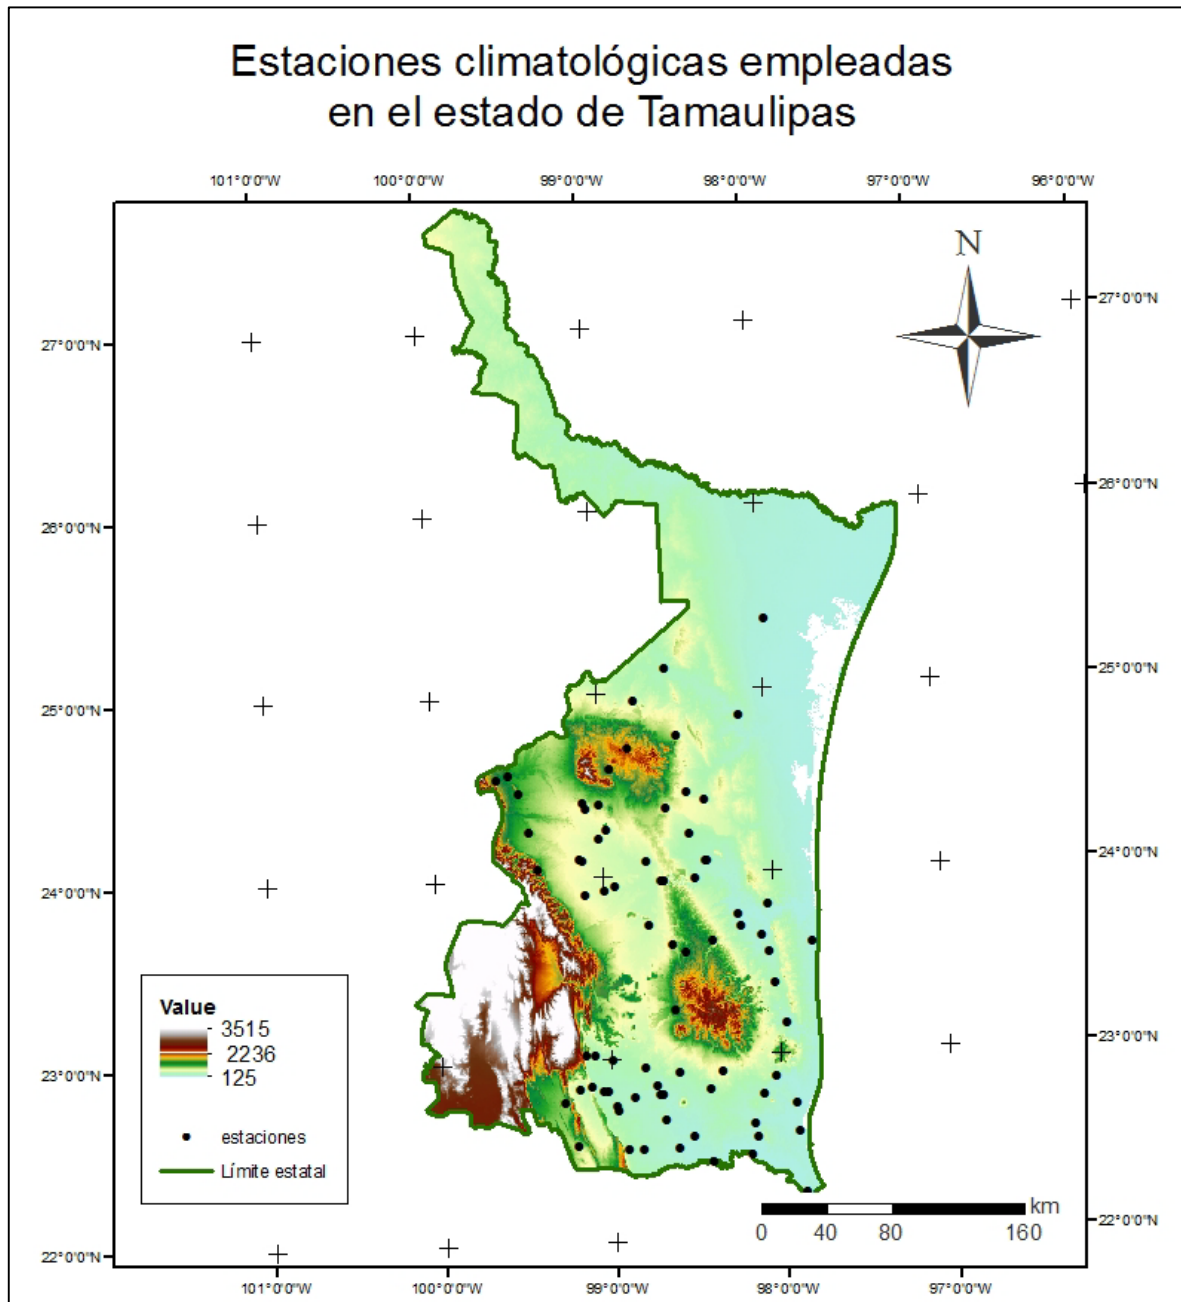 Estaciones climatológicas empleadas
en el estado de Tamaulipas
101°0'0"W 100°0'0"W 99°0'0"W 98°0'0"W 97°0'0"W 96°0'0"W
N
27°0'0"N
27°0'0"N
26°0'0"N
26°0'0"N
25°0'0"N
25°0'0"N
24°0'0"N
24°0'0"N
23°0'0"N
23°0'0"N
22°0'0"N
22°0'0"N
Value
3515
2236
125
estaciones
Límite estatal
km
0 40 80 160
101°0'0"W 100°0'0"W 99°0'0"W 98°0'0"W 97°0'0"W